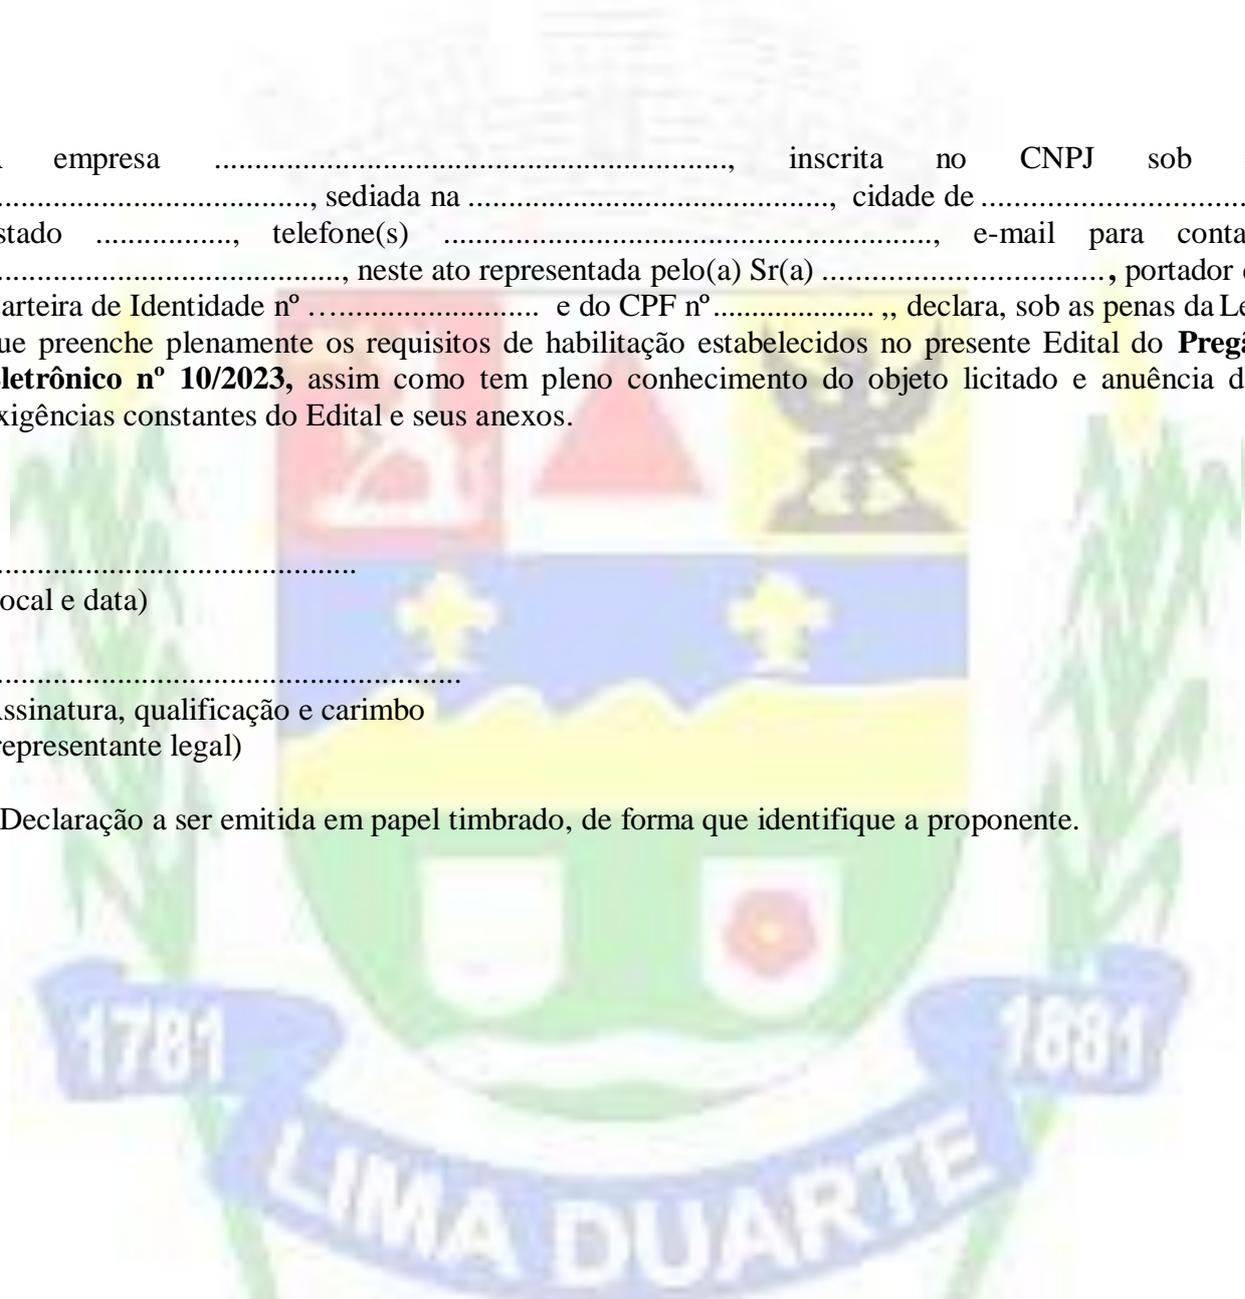 empresa ................................................................, inscrita no CNPJ sob
......................................, sediada na ............................................., cidade de .................................
stado ................., telefone(s) ............................................................., e-mail para conta
..........................................., neste ato representada pelo(a) Sr(a) ...................................., portador
arteira de Identidade nº ............................. e do CPF nº.................... ,, declara, sob as penas da Le
ue preenche plenamente os requisitos de habilitação estabelecidos no presente Edital do Pregã
letrônico nº 10/2023, assim como tem pleno conhecimento do objeto licitado e anuência d
xigências constantes do Edital e seus anexos.
.............................................
ocal e data)
..........................................................
ssinatura, qualificação e carimbo
representante legal)
Declaração a ser emitida em papel timbrado, de forma que identifique a proponente.
1781
1881
LIMA DUARTE